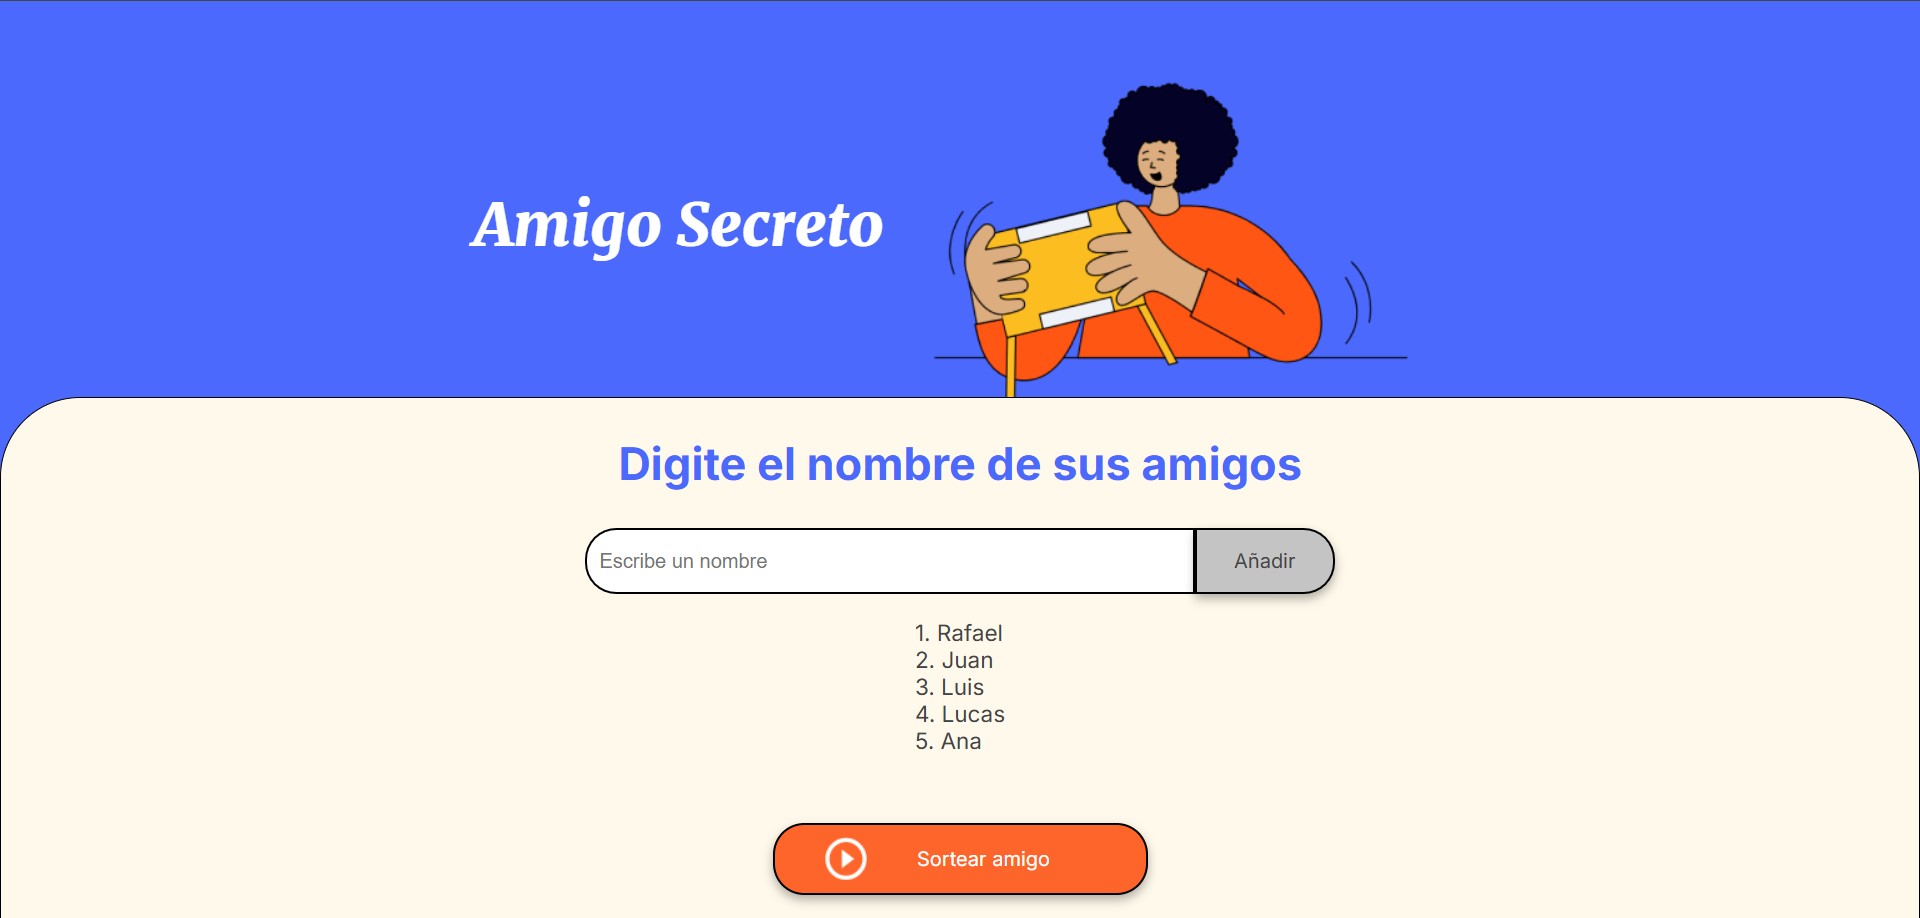 Amigo Secreto
Digite el nombre de sus amigos
Escribe un nombre
Añadir
1. Rafael
2. Juan
3. Luis
4. Lucas
5. Ana
Sortear amigo